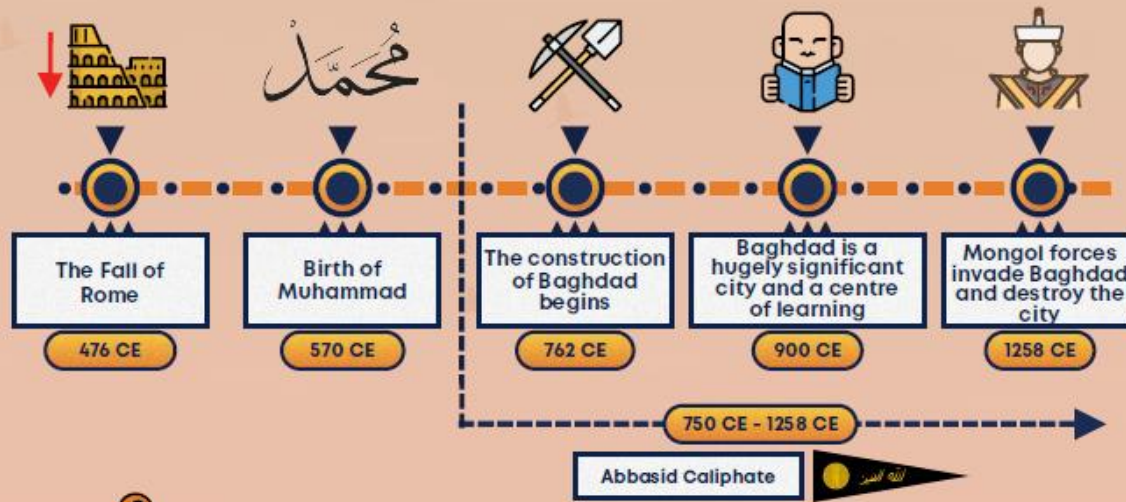 مُحَمَّدْ
The Fall of
Rome
476 CE
Birth of
Muhammad
570 CE
The construction
of Baghdad
begins
762 CE
Baghdad is a
hugely significant
city and a centre
of learning
900 CE
Mongol forces
invade Baghdad
and destroy the
city
1258 CE
750 CE - 1258 CE
Abbasid Caliphate